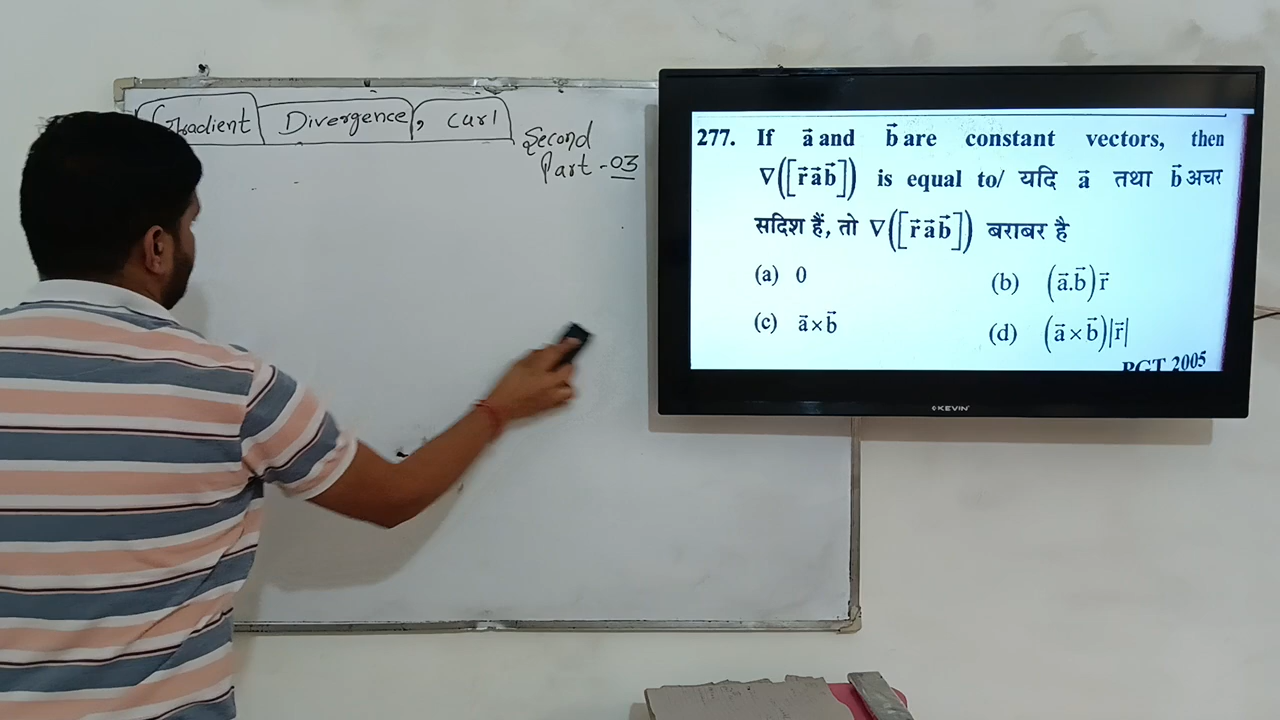 Gradient Divergence, curl
Second
Part - 03
277. If a⃗ and b⃗ are constant vectors, then
∇([r⃗ a⃗ b⃗]) is equal to/ यदि a⃗ तथा b⃗ अचर
सदिश हैं, तो ∇([r⃗ a⃗ b⃗]) बराबर है
(a) 0 (b) (a⃗.b⃗)r⃗
(c) a⃗×b⃗ (d) (a⃗×b⃗)|r⃗|
PGT 2005
KEVIN